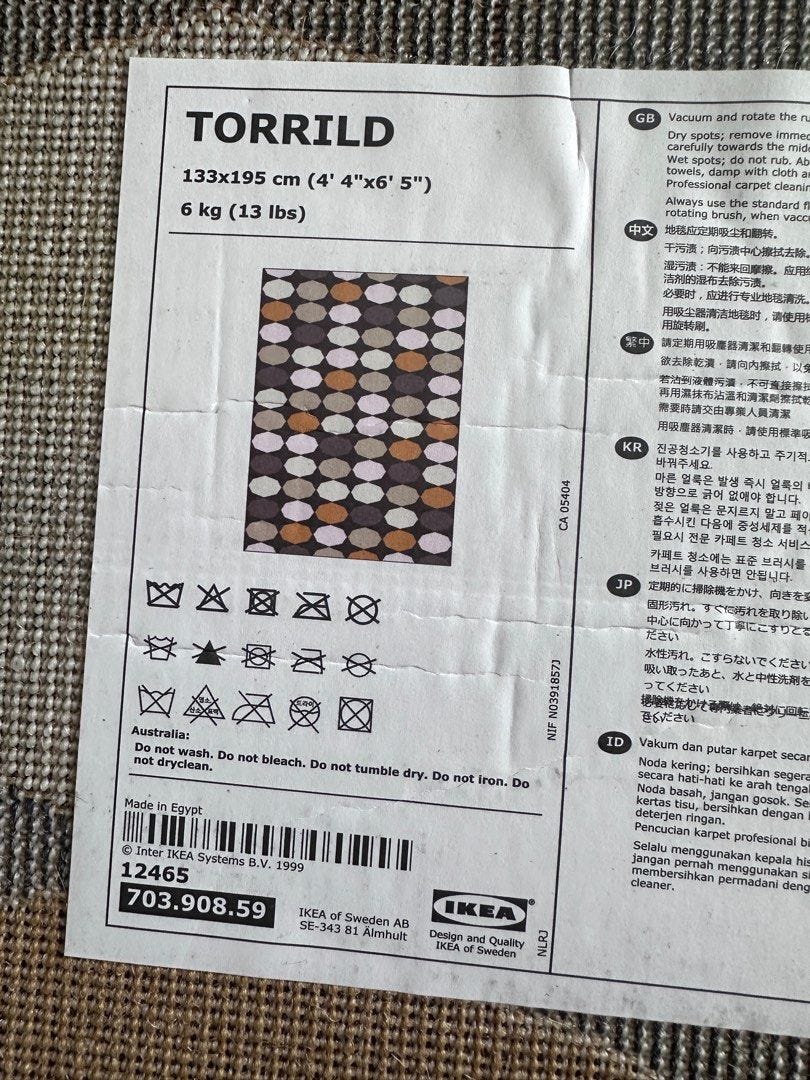 TORRILD
133x195 cm (4' 4"x6' 5")
6 kg (13 lbs)
CA 05404
NIF N0391857J
Australia:
Do not wash. Do not bleach. Do not tumble dry. Do not iron. Do
not dryclean.
Made in Egypt
© Inter IKEA Systems B.V. 1999
12465
703.908.59
IKEA of Sweden AB
SE-343 81 Älmhult
IKEA®
Design and Quality
IKEA of Sweden
NLRJ
GB Vacuum and rotate the
Dry spots; remove
carefully towards the
Wet spots; do not rub.
towels, damp with cloth
Professional carpet
Always use the standard
rotating brush, when
中文 地毯应定期吸尘和翻转。
干污渍；向污渍中心擦拭去除。
湿污渍：不能来回摩擦。应用
洁剂的湿布去除污渍。
必要时，应进行专业地毯清洗。
用吸尘器清洁地毯时，请使用
用旋转刷。
繁中 請定期用吸塵器清潔和翻轉使用
欲去除乾漬，請向內擦拭，以
若沾到液體污漬，不可直接擦拭
再用濕抹布沾溫和清潔劑擦拭
需要時請交由專業人員清潔
用吸塵器清潔時，請使用標準
KR 진공청소기를 사용하고 주기적
바꿔주세요.
마른 얼룩은 발생 즉시 얼룩의
방향으로 긁어 없애야 합니다.
젖은 얼룩은 문지르지 말고
흡수시킨 다음에 중성세제를
필요시 전문 카페트 청소
카페트 청소에는 표준 브러시를
브러시를 사용하면 안됩니다.
JP 定期的に掃除機をかけ、向きを
固形汚れ。すぐに汚れを取り除
中心に向かって丁寧にこすりとる
ださい
水性汚れ。こすらないでください
吸い取ったあと、水と中性洗剤を
ってください
ID Vakum dan putar karpet
Noda kering; bersihkan segera
secara hati-hati ke arah
Noda basah, jangan gosok.
kertas tisu, bersihkan dengan
deterjen ringan.
Pencucian karpet profesional
Selalu menggunakan kepala
jangan pernah menggunakan
membersihkan permadani
cleaner.